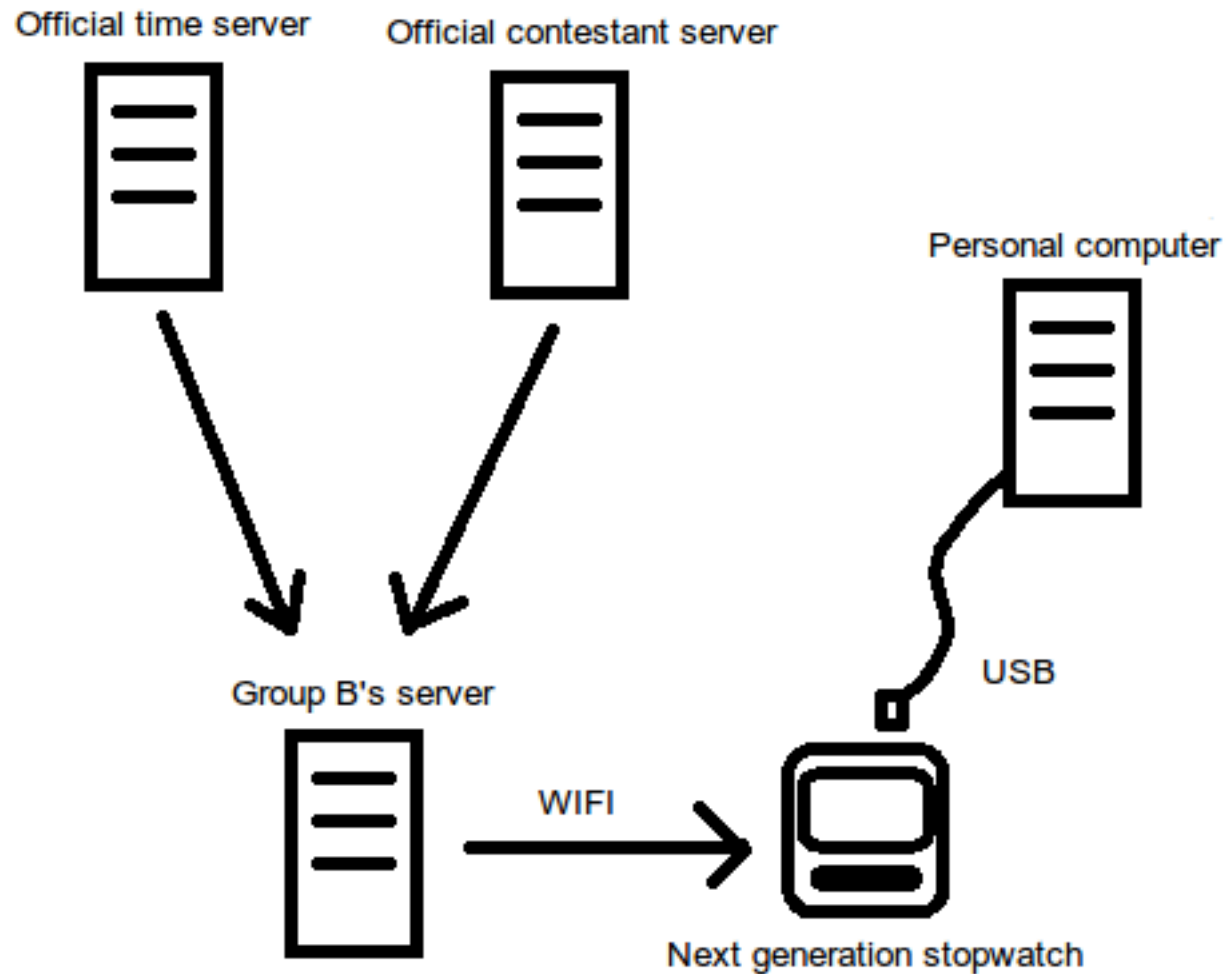 Official time server
Official contestant server
Personal computer
Group B's server
USB
WIFI
Next generation stopwatch